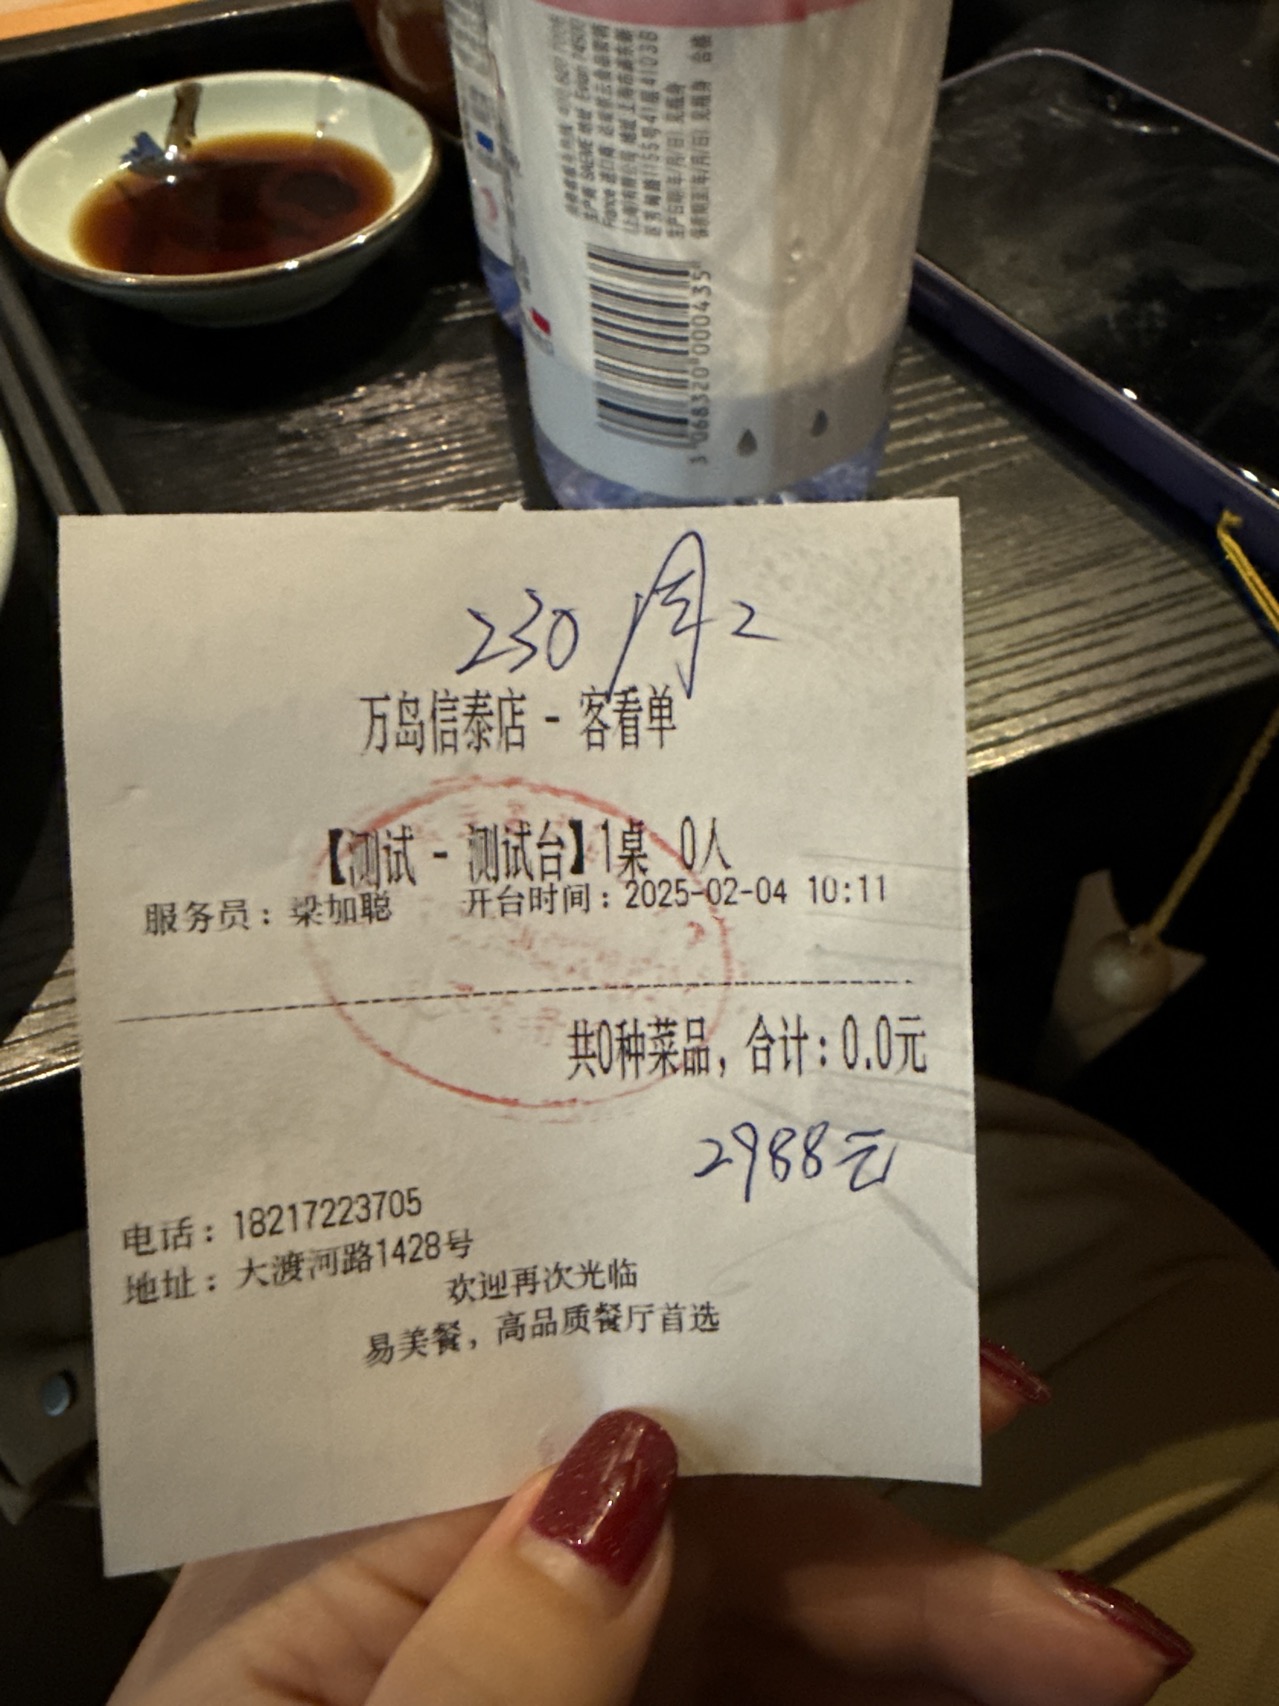 3 068320 000435
230 周2
万岛信泰店 - 客看单
【测试 - 测试台】1桌 0人
服务员：梁加聪 开台时间：2025-02-04 10:11
共0种菜品，合计：0.0元
2988元
电话：18217223705
地址：大渡河路1428号
欢迎再次光临
易美餐，高品质餐厅首选